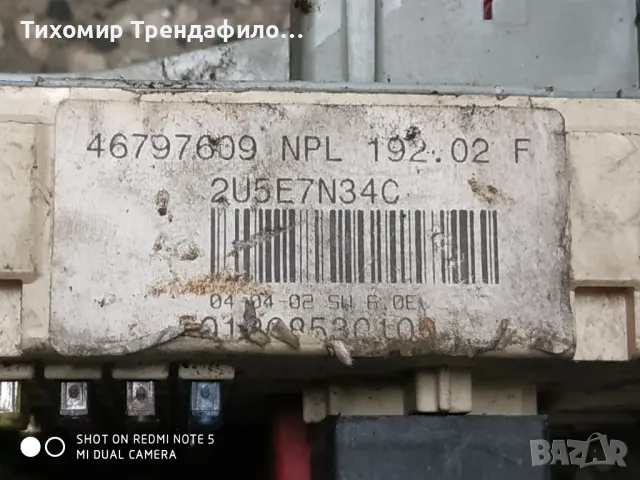 Тихомир Трендафило...
46797609 NPL 192.02 F
2U5E7N34C
04-04-02 SW 6.0E
SHOT ON REDMI NOTE 5
MI DUAL CAMERA
BAZAR